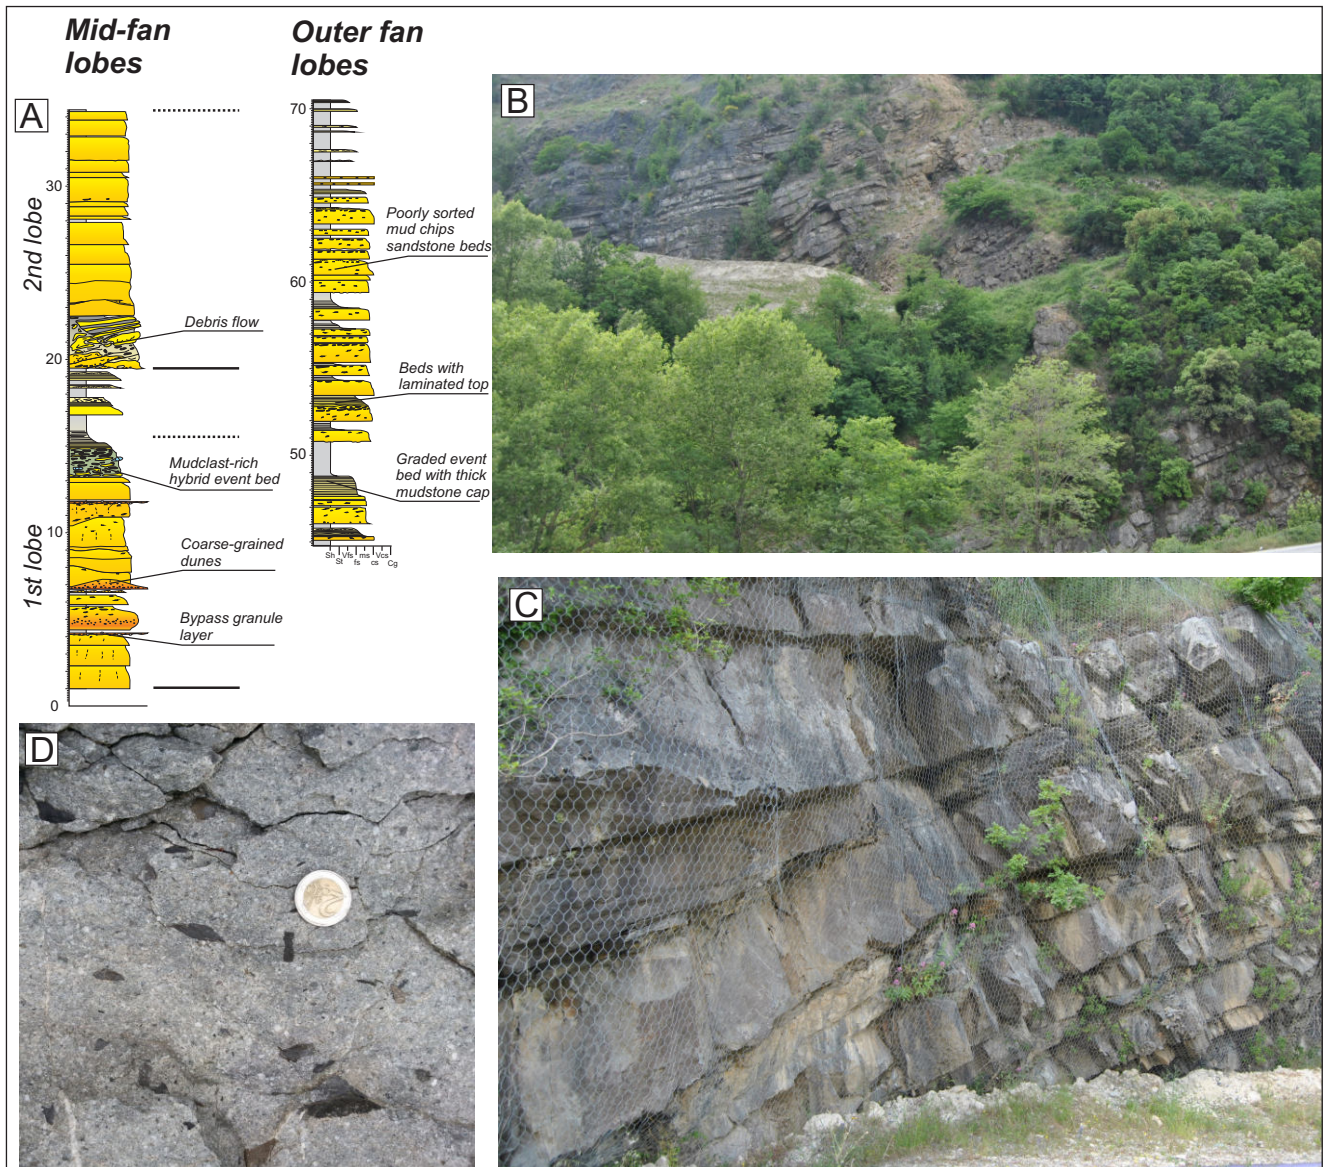 Mid-fan
lobes
Outer fan
lobes
A
B
C
D
2nd lobe
1st lobe
30
20
10
0
Debris flow
Mudclast-rich
hybrid event bed
Coarse-grained
dunes
Bypass granule
layer
70
60
50
Poorly sorted
mud chips
sandstone beds
Beds with
laminated top
Graded event
bed with thick
mudstone cap
Sh Vfs ms Vcs
St fs cs Cg